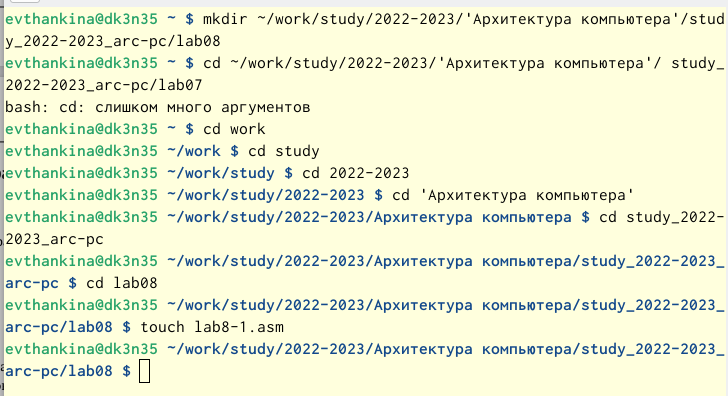 evthankina@dk3n35 ~ $ mkdir ~/work/study/2022-2023/'Архитектура компьютера'/stud
y_2022-2023_arc-pc/lab08
evthankina@dk3n35 ~ $ cd ~/work/study/2022-2023/'Архитектура компьютера'/ study_
2022-2023_arc-pc/lab07
bash: cd: слишком много аргументов
evthankina@dk3n35 ~ $ cd work
evthankina@dk3n35 ~/work $ cd study
evthankina@dk3n35 ~/work/study $ cd 2022-2023
evthankina@dk3n35 ~/work/study/2022-2023 $ cd 'Архитектура компьютера'
evthankina@dk3n35 ~/work/study/2022-2023/Архитектура компьютера $ cd study_2022-
2023_arc-pc
evthankina@dk3n35 ~/work/study/2022-2023/Архитектура компьютера/study_2022-2023_
arc-pc $ cd lab08
evthankina@dk3n35 ~/work/study/2022-2023/Архитектура компьютера/study_2022-2023_
arc-pc/lab08 $ touch lab8-1.asm
evthankina@dk3n35 ~/work/study/2022-2023/Архитектура компьютера/study_2022-2023_
arc-pc/lab08 $